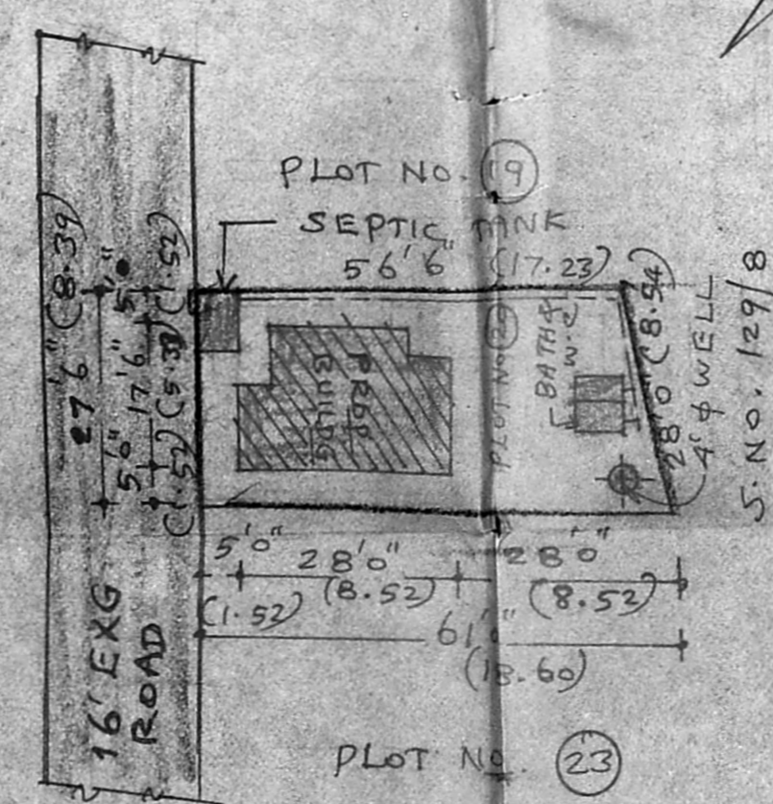 PLOT NO. 19
SEPTIC TANK
56'6" (17.23)
27'6" (8.39)
5'0" (1.52)
17'6" (5.33)
5'0" (1.52)
PROP
BUILDG
PLOT NO
BATH &
W.C
28'0 (8.54)
4'φ WELL
S. NO. 129/8
5'0" 28'0" 28'0"
(1.52) (8.52) (8.52)
61'0"
(18.60)
16' EXG
ROAD
PLOT NO. 23